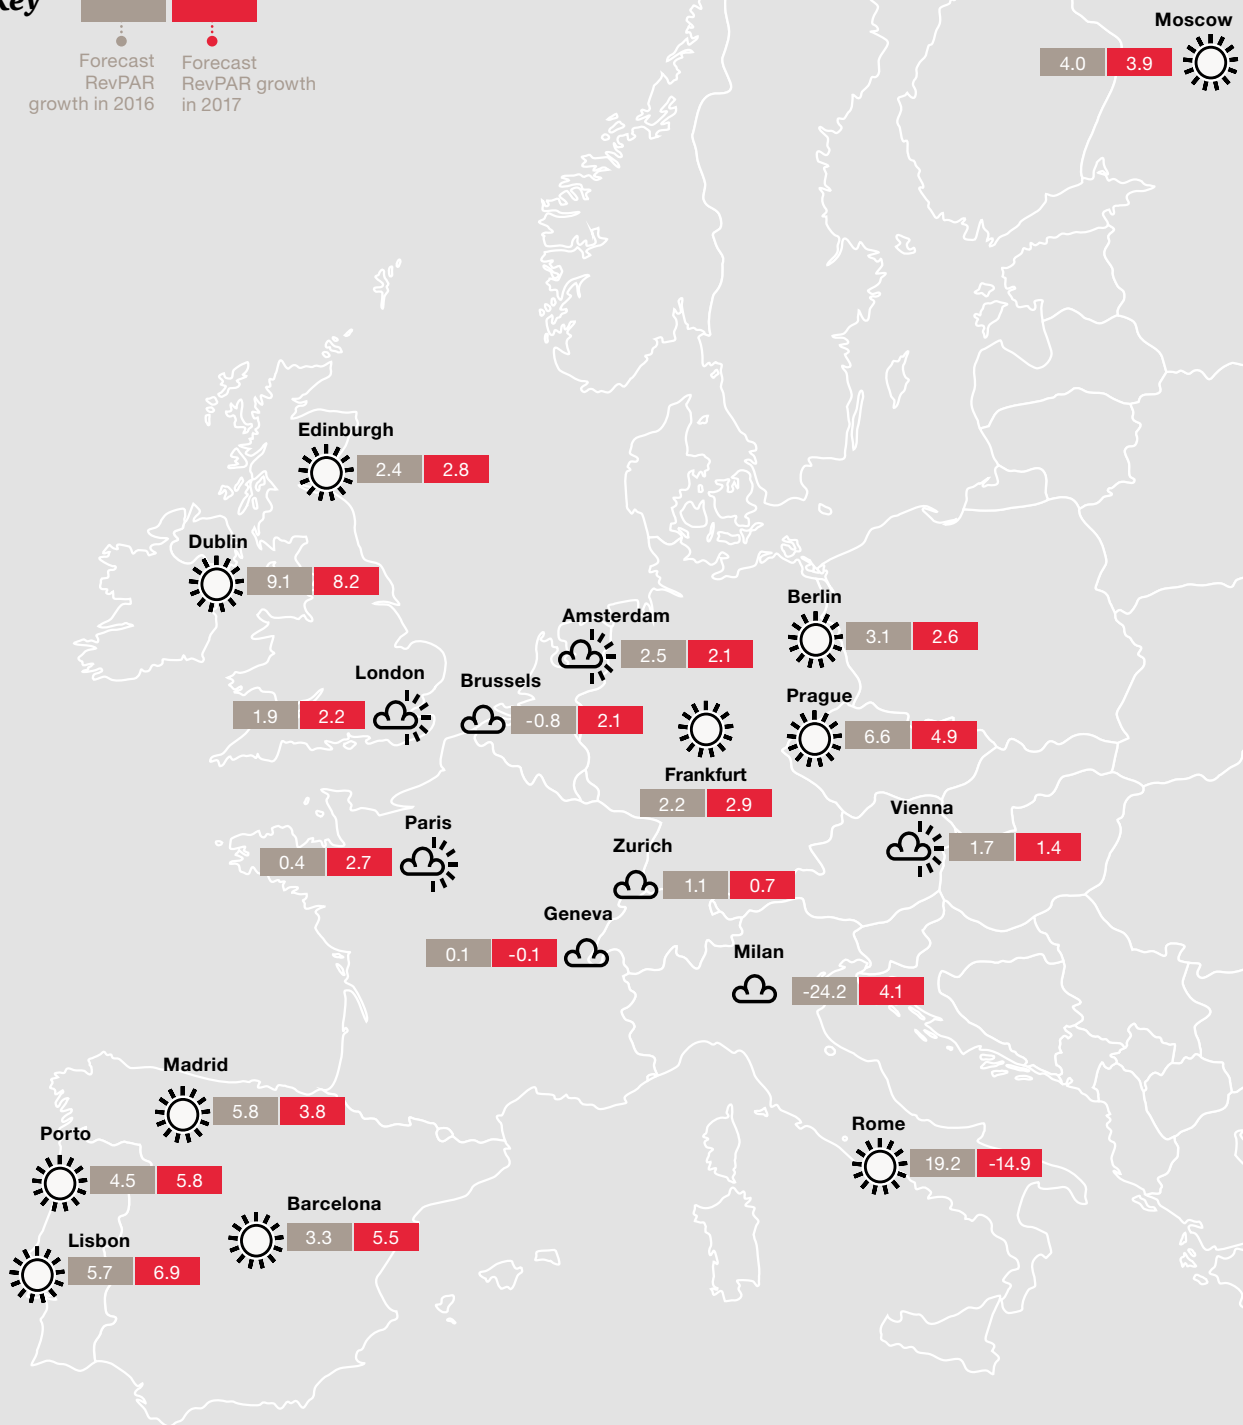 Key
Forecast
RevPAR
growth in 2016
Forecast
RevPAR growth
in 2017
Moscow
4.0 3.9
Edinburgh
2.4 2.8
Dublin
9.1 8.2
Berlin
3.1 2.6
Amsterdam
2.5 2.1
London
1.9 2.2
Brussels
-0.8 2.1
Prague
6.6 4.9
Frankfurt
2.2 2.9
Vienna
1.7 1.4
Paris
0.4 2.7
Zurich
1.1 0.7
Geneva
0.1 -0.1
Milan
-24.2 4.1
Madrid
5.8 3.8
Rome
19.2 -14.9
Porto
4.5 5.8
Barcelona
3.3 5.5
Lisbon
5.7 6.9